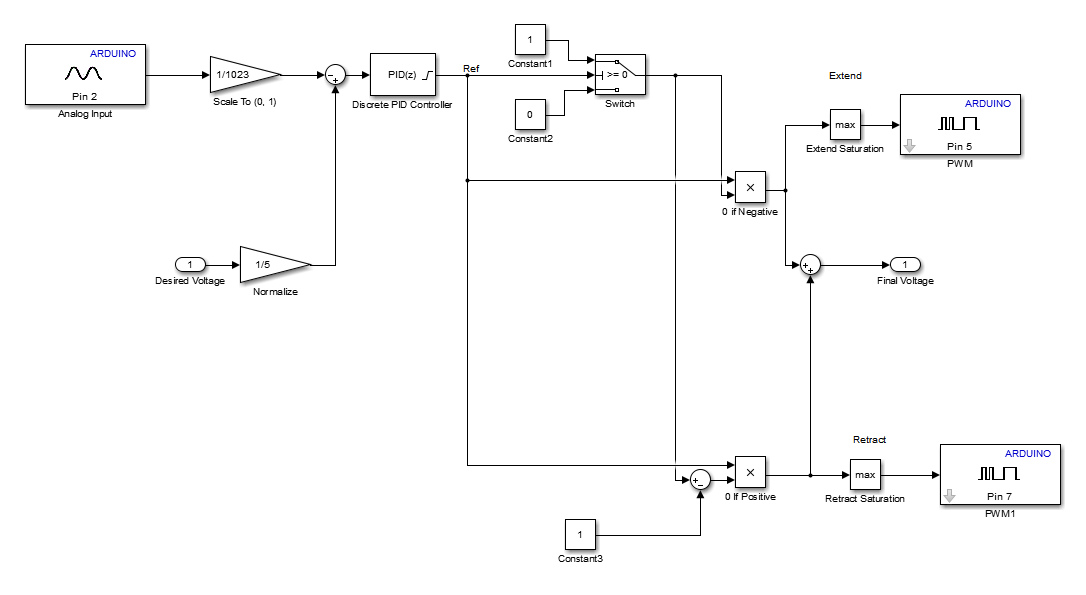 ARDUINO
Pin 2
Analog Input
1/1023
Scale To (0, 1)
PID(z)
Discrete PID Controller
Ref
1
Constant1
>= 0
Switch
0
Constant2
Extend
max
Extend Saturation
ARDUINO
Pin 5
PWM
×
0 if Negative
1
Desired Voltage
1/5
Normalize
1
Final Voltage
Retract
×
0 If Positive
max
Retract Saturation
ARDUINO
Pin 7
PWM1
1
Constant3